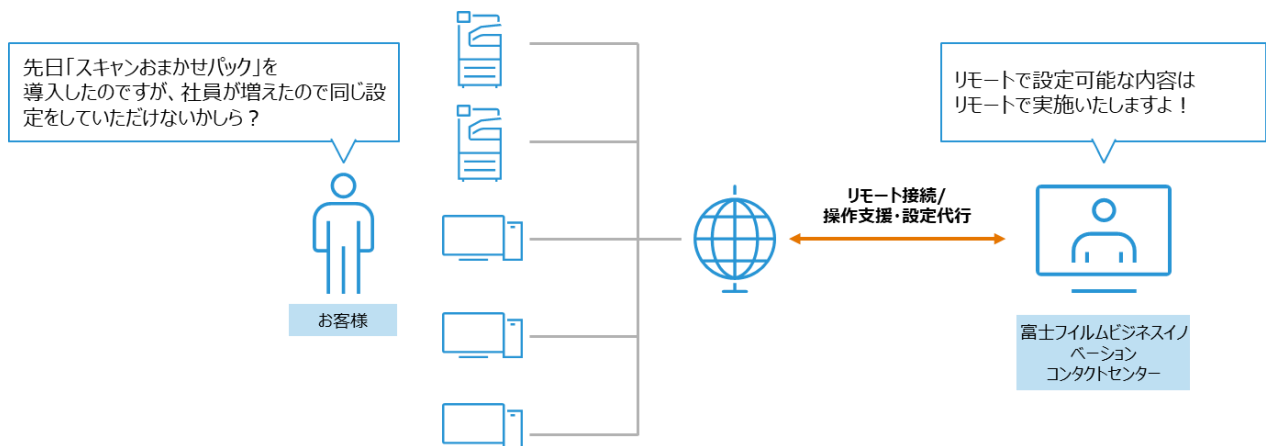 先日「スキャンおまかせパック」を
導入したのですが、社員が増えたので同じ設
定をしていただけないかしら？
お客様
リモート接続/
操作支援・設定代行
リモートで設定可能な内容は
リモートで実施いたしますよ！
富士フイルムビジネスイノ
ベーション
コンタクトセンター